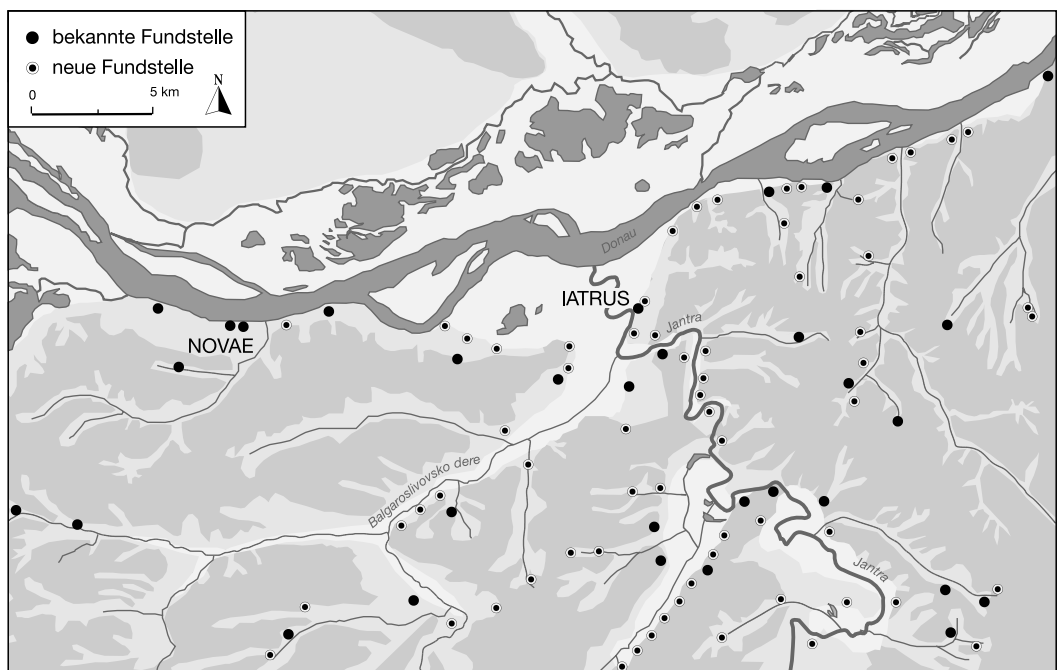 bekannte Fundstelle
neue Fundstelle
N
0 5 km
Donau
IATRUS
Jantra
NOVAE
Balgaroslivovsko dere
Jantra